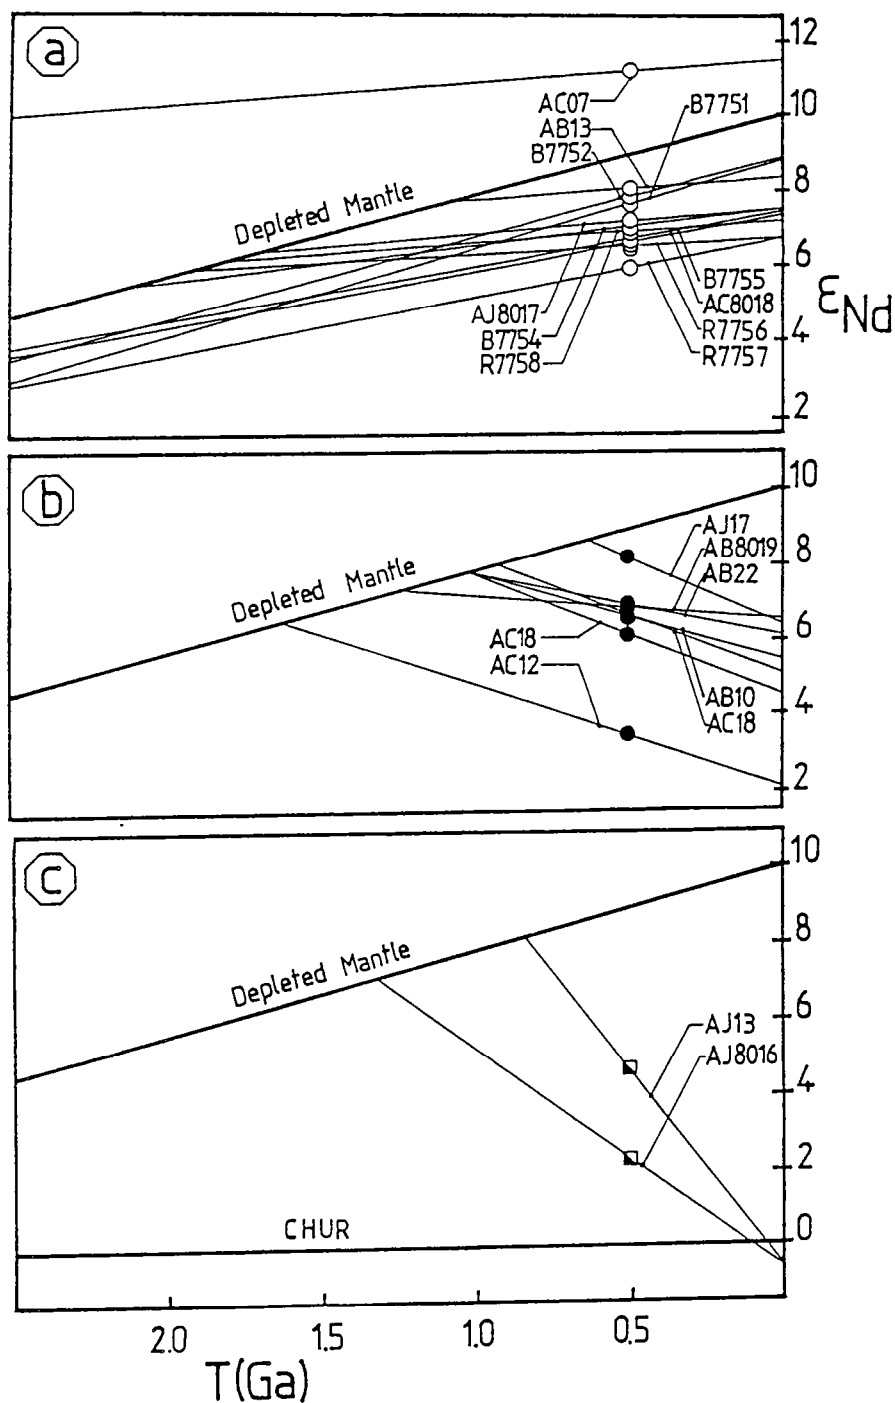 a
12
10
8
6
4
2
εNd
AC07
AB13
B7752
B7751
Depleted Mantle
AJ8017
B7754
R7758
B7755
AC8018
R7756
R7757
b
10
8
6
4
2
Depleted Mantle
AJ17
AB8019
AB22
AC18
AC12
AB10
AC18
c
10
8
6
4
2
0
Depleted Mantle
AJ13
AJ8016
CHUR
2.0 1.5 1.0 0.5
T(Ga)